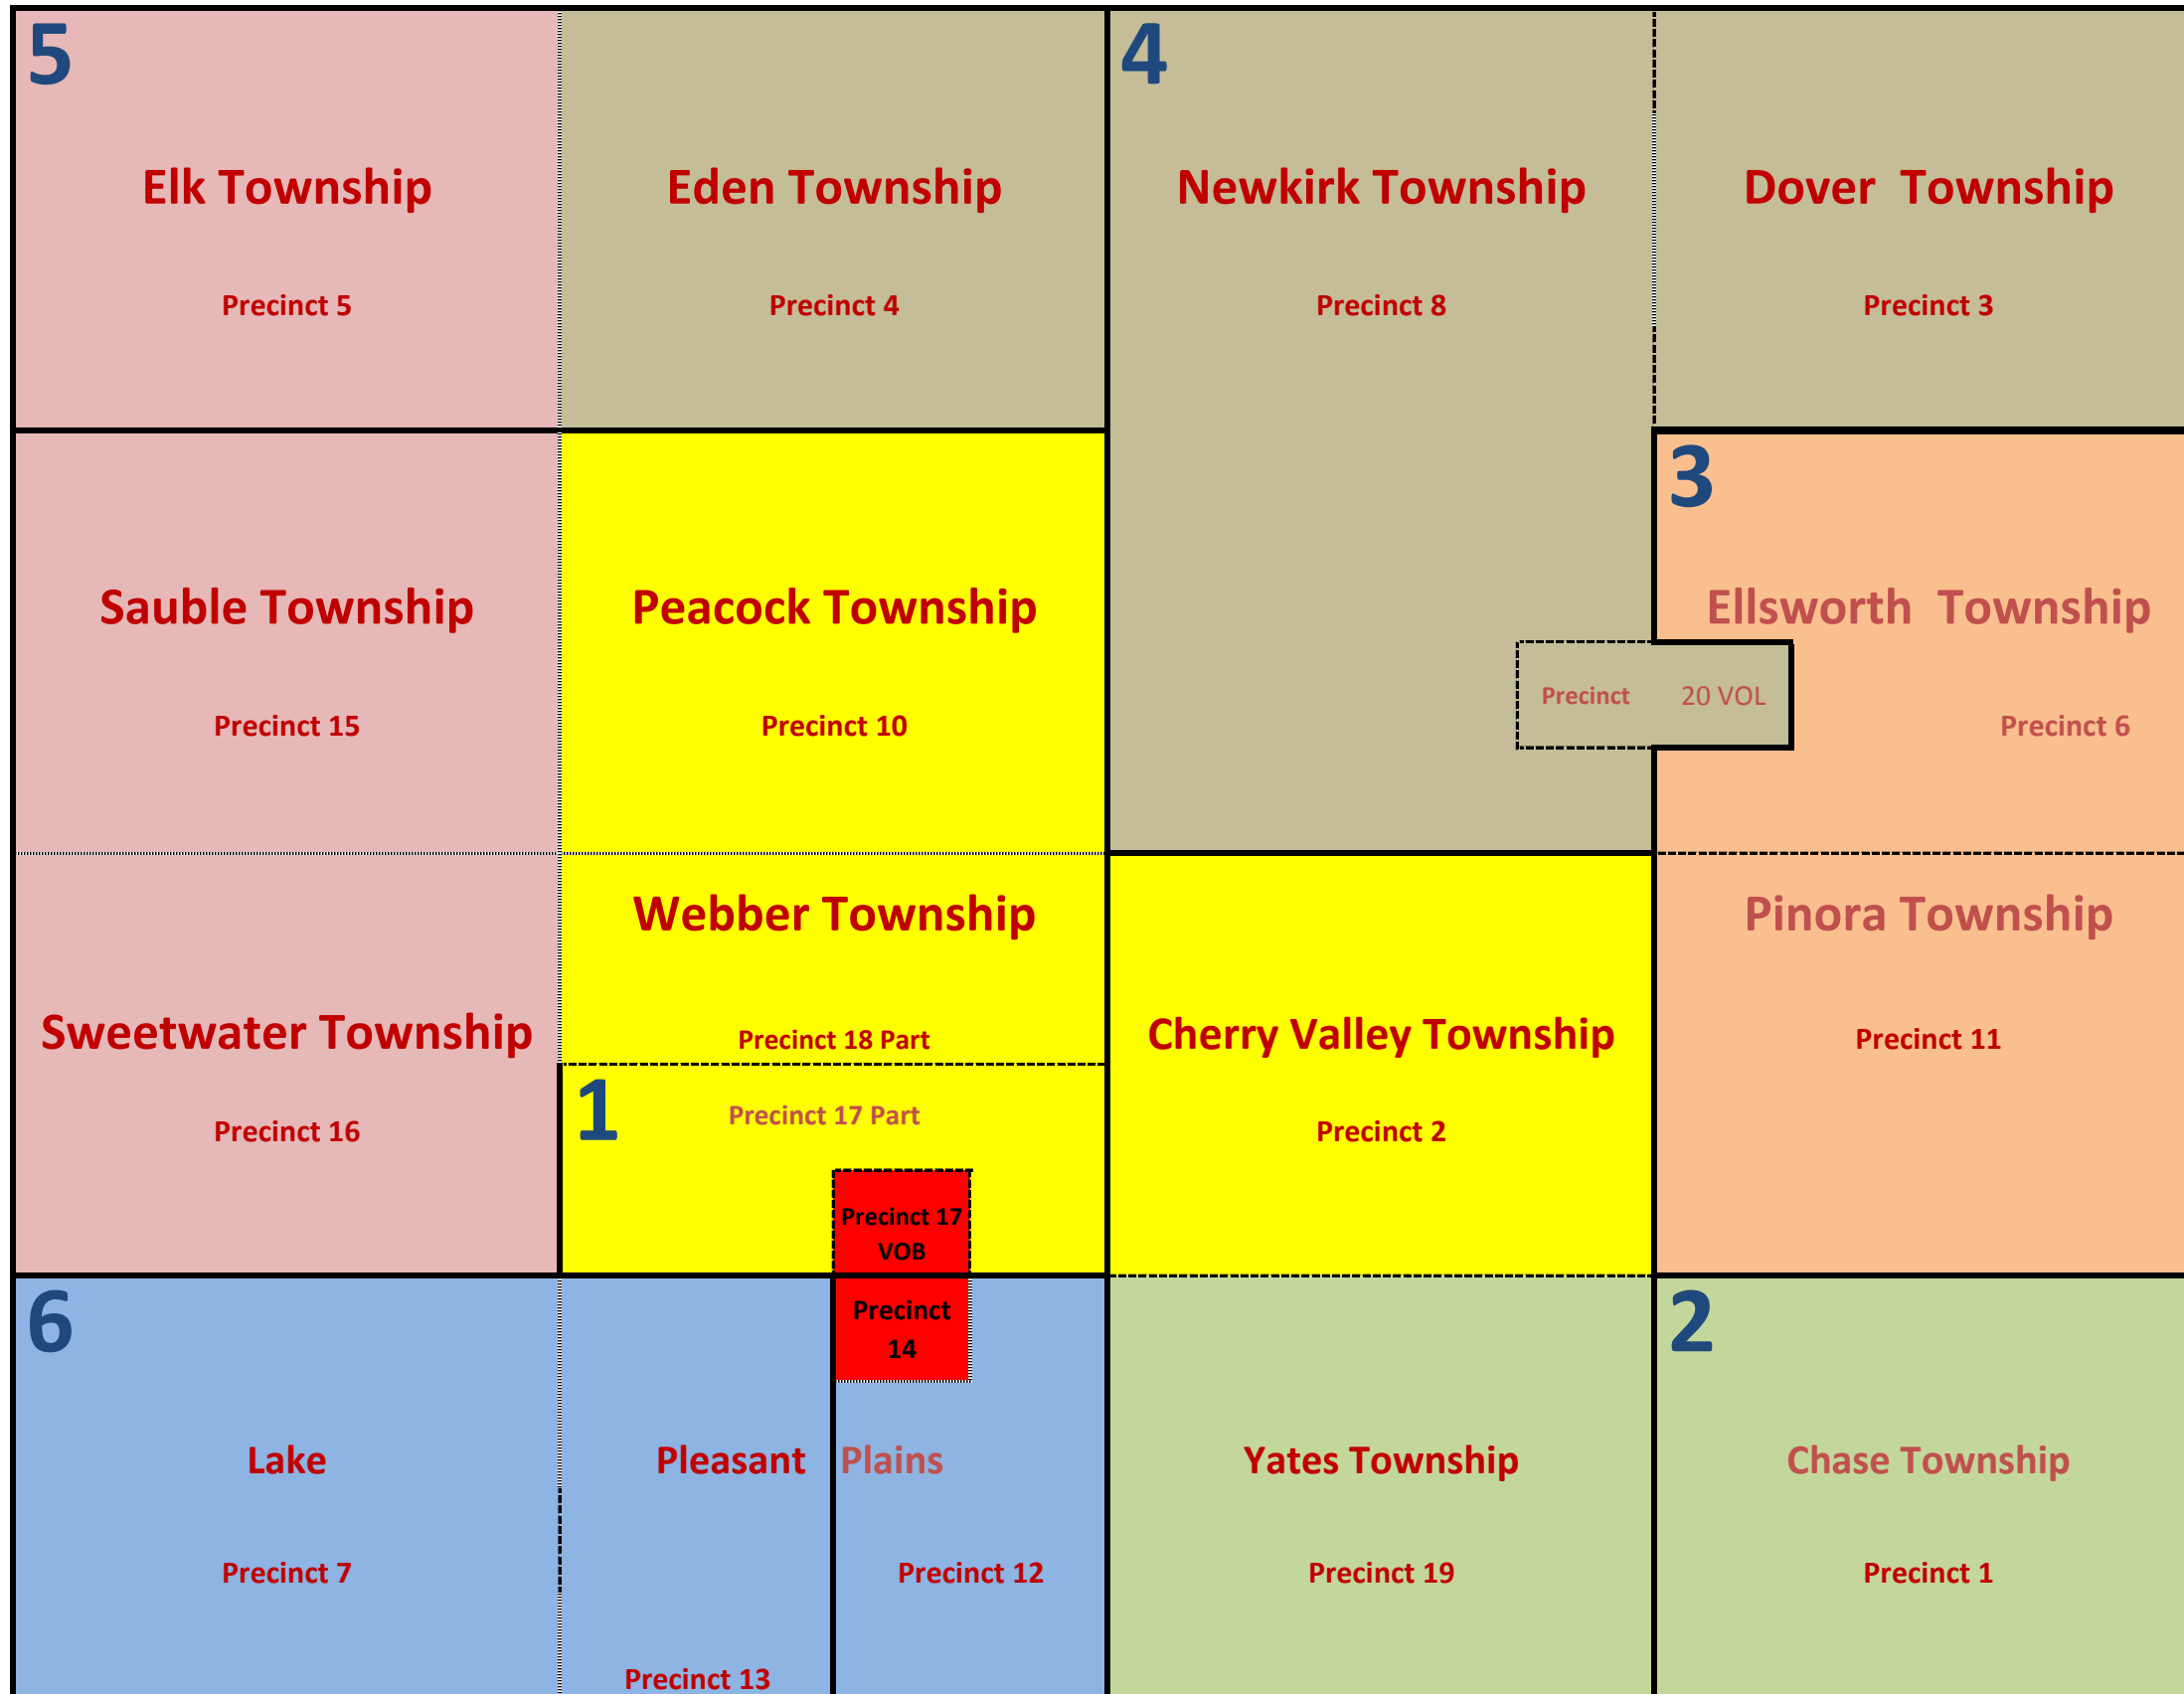 5
4
Elk Township
Eden Township
Newkirk Township
Dover  Township
Precinct 5
Precinct 4
Precinct 8
Precinct 3
3
Sauble Township
Peacock Township
Ellsworth  Township
Precinct 20 VOL
Precinct 15
Precinct 10
Precinct 6
Webber Township
Pinora Township
Sweetwater Township
Precinct 18 Part
Cherry Valley Township
Precinct 11
1
Precinct 17 Part
Precinct 16
Precinct 2
Precinct 17
VOB
6
Precinct
14
2
Lake
Pleasant Plains
Yates Township
Chase Township
Precinct 7
Precinct 12
Precinct 19
Precinct 1
Precinct 13